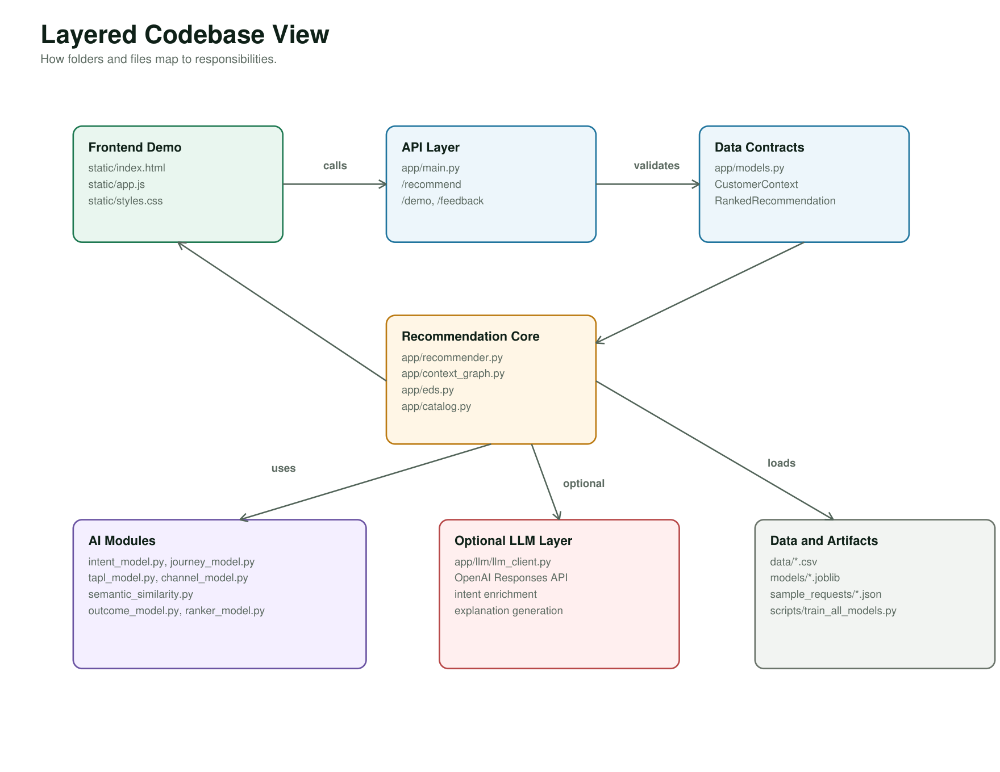 Layered Codebase View
How folders and files map to responsibilities.
Frontend Demo
static/index.html
static/app.js
static/styles.css
calls
API Layer
app/main.py
/recommend
/demo, /feedback
validates
Data Contracts
app/models.py
CustomerContext
RankedRecommendation
Recommendation Core
app/recommender.py
app/context_graph.py
app/eds.py
app/catalog.py
uses
optional
loads
AI Modules
intent_model.py, journey_model.py
tapl_model.py, channel_model.py
semantic_similarity.py
outcome_model.py, ranker_model.py
Optional LLM Layer
app/llm/llm_client.py
OpenAI Responses API
intent enrichment
explanation generation
Data and Artifacts
data/*.csv
models/*.joblib
sample_requests/*.json
scripts/train_all_models.py